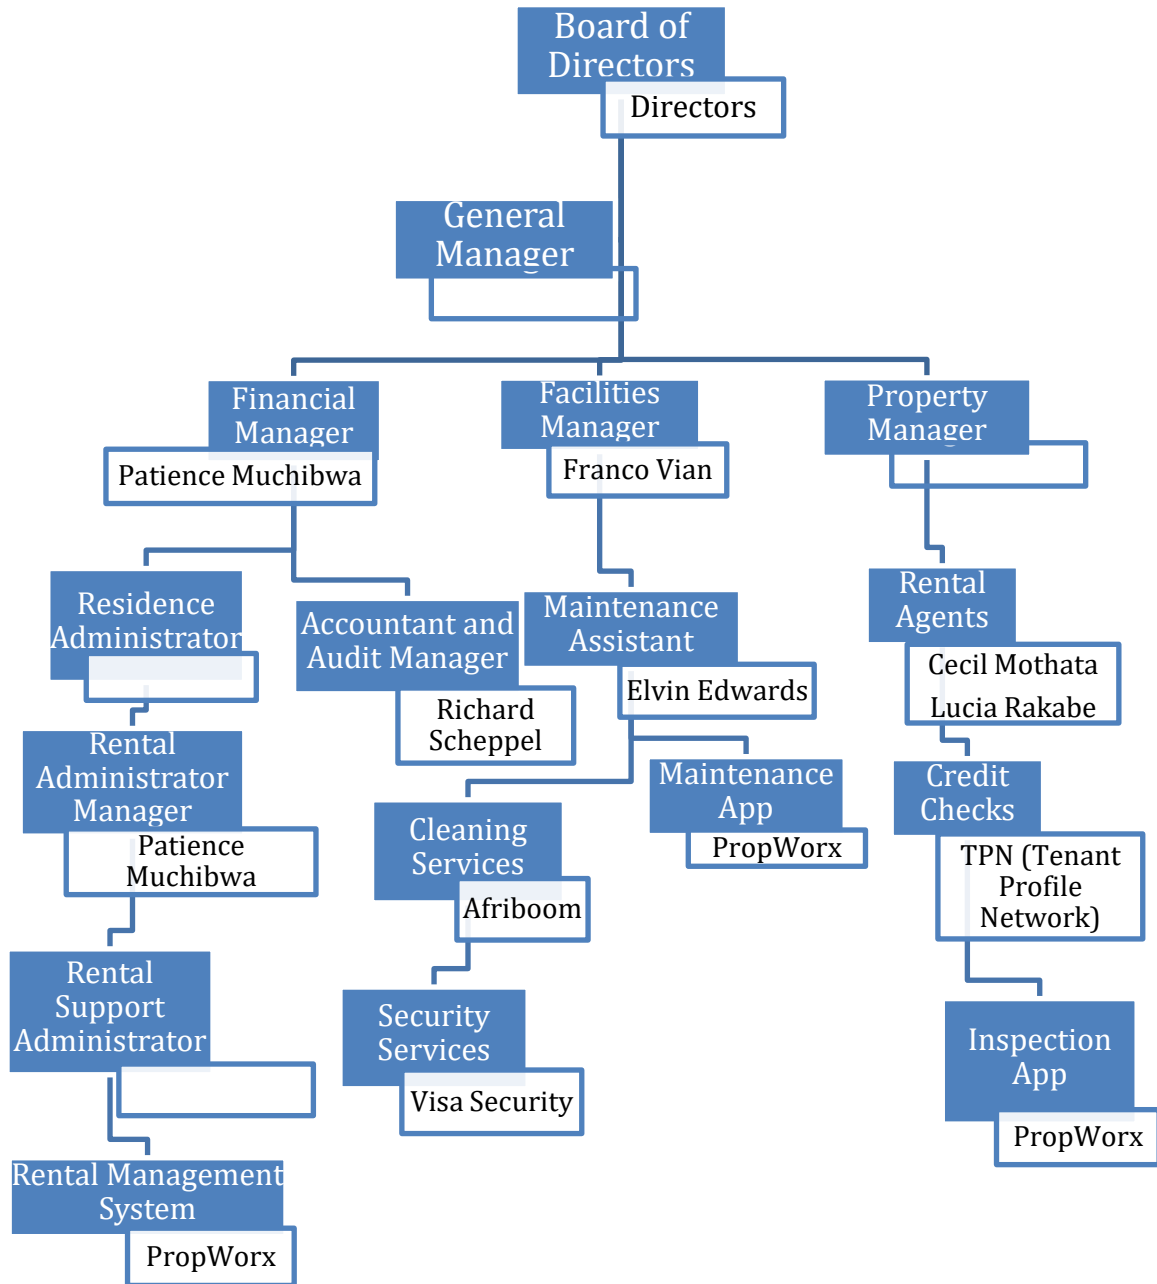 Board of
Directors
Directors
General
Manager
Financial
Manager
Patience Muchibwa
Facilities
Manager
Franco Vian
Property
Manager
Residence
Administrator
Accountant and
Audit Manager
Richard
Scheppel
Maintenance
Assistant
Elvin Edwards
Rental
Agents
Cecil Mothata
Lucia Rakabe
Rental
Administrator
Manager
Patience
Muchibwa
Cleaning
Services
Afriboom
Maintenance
App
PropWorx
Credit
Checks
TPN (Tenant
Profile
Network)
Rental
Support
Administrator
Security
Services
Visa Security
Inspection
App
PropWorx
Rental Management
System
PropWorx